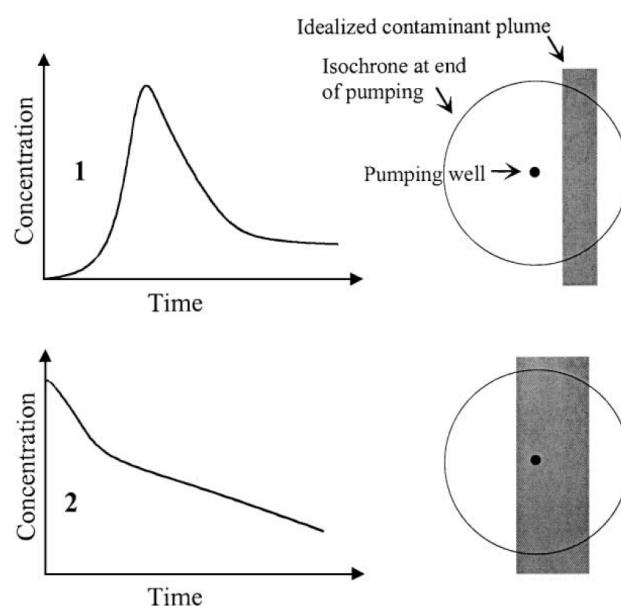 Idealized contaminant plume
Isochrone at end
of pumping
Concentration
1
Pumping well
Time
Concentration
2
Time